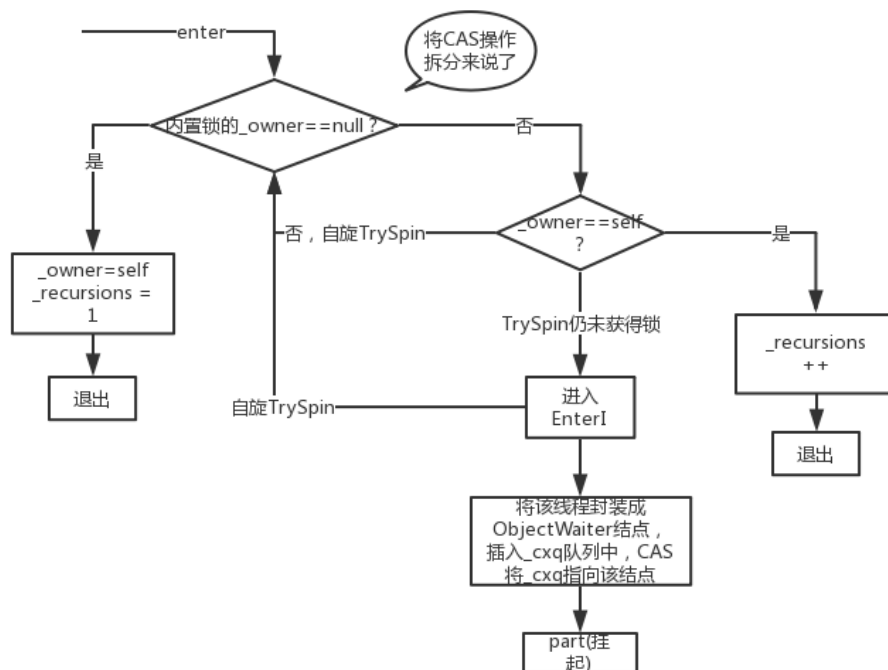 enter
将CAS操作
拆分来说了
内置锁的_owner==null？
是
否
_owner=self
_recursions =
1
退出
否，自旋TrySpin
_owner==self
？
是
TrySpin仍未获得锁
_recursions
++
退出
自旋TrySpin
进入
EnterI
将该线程封装成
ObjectWaiter结点，
插入_cxq队列中，CAS
将_cxq指向该结点
part(挂
起)